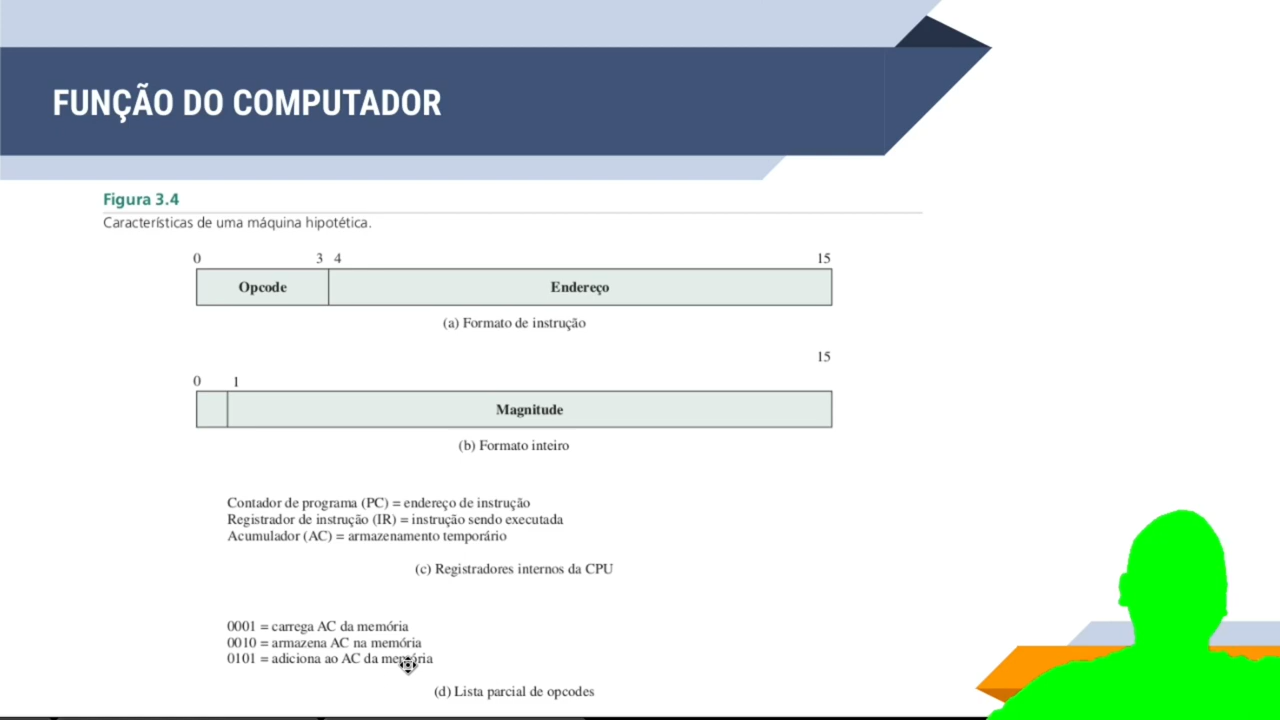 FUNÇÃO DO COMPUTADOR
Figura 3.4
Características de uma máquina hipotética.
0 3 4 15
Opcode Endereço
(a) Formato de instrução
15
0 1
Magnitude
(b) Formato inteiro
Contador de programa (PC) = endereço de instrução
Registrador de instrução (IR) = instrução sendo executada
Acumulador (AC) = armazenamento temporário
(c) Registradores internos da CPU
0001 = carrega AC da memória
0010 = armazena AC na memória
0101 = adiciona ao AC da memória
(d) Lista parcial de opcodes